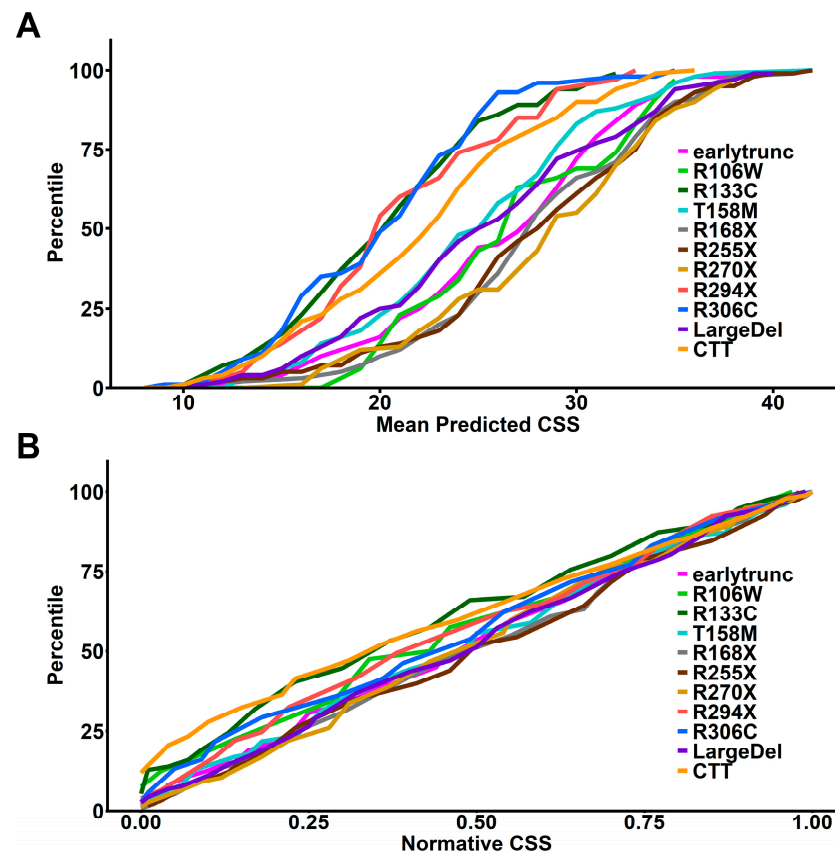 A
Percentile
100
75
50
25
0
earlytrunc
R106W
R133C
T158M
R168X
R255X
R270X
R294X
R306C
LargeDel
CTT
10 20 30 40
Mean Predicted CSS
B
Percentile
100
75
50
25
0
earlytrunc
R106W
R133C
T158M
R168X
R255X
R270X
R294X
R306C
LargeDel
CTT
0.00 0.25 0.50 0.75 1.00
Normative CSS